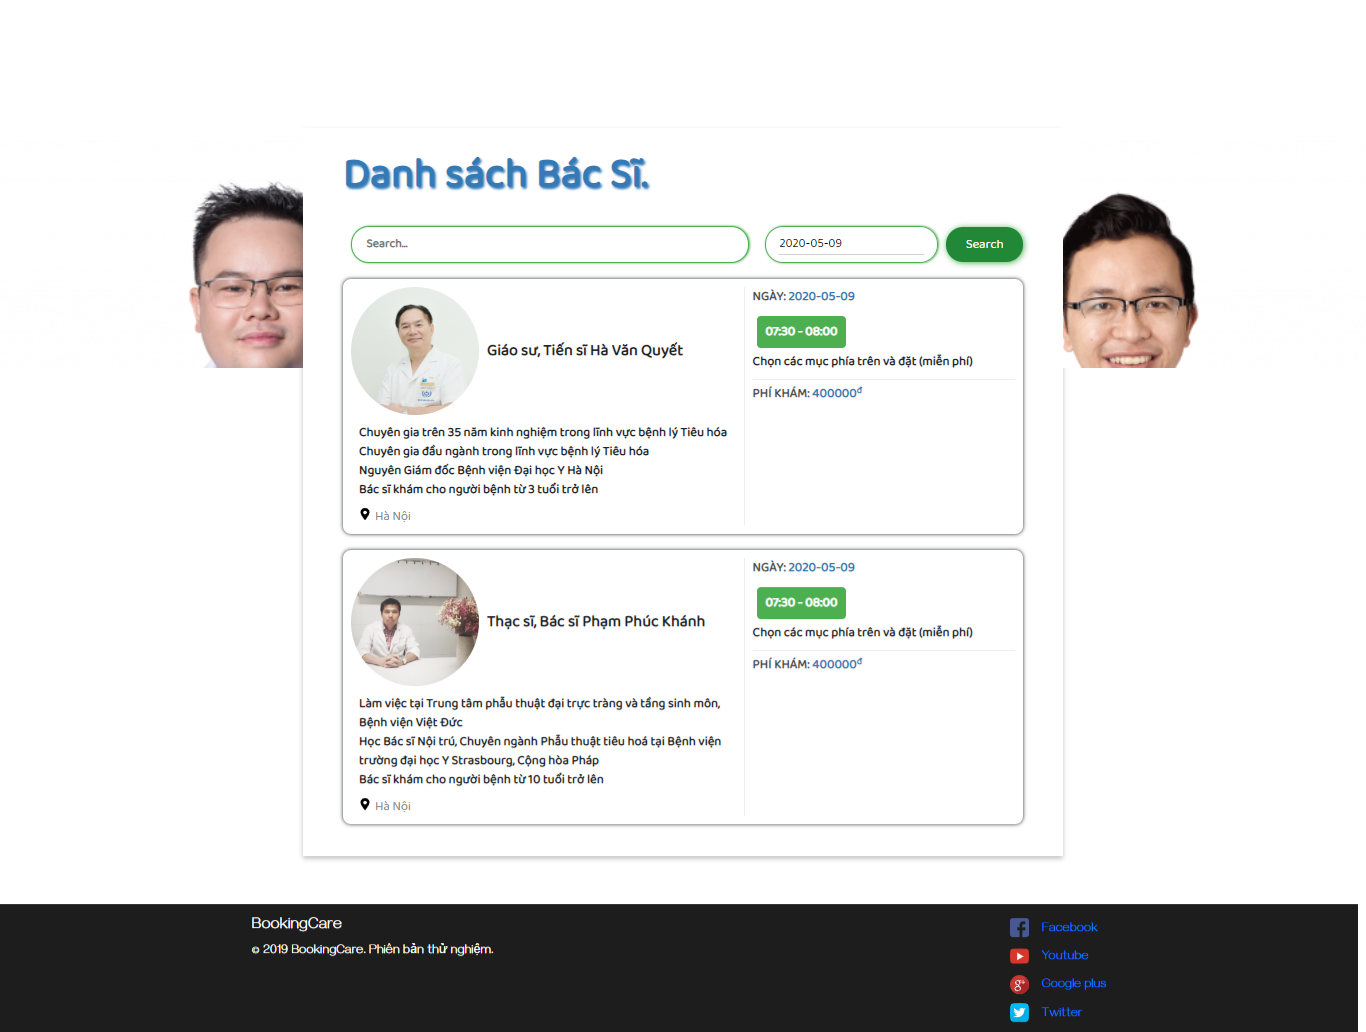 Danh sách Bác Sĩ.
Search...
2020-05-09
Search
Giáo sư, Tiến sĩ Hà Văn Quyết
Chuyên gia trên 35 năm kinh nghiệm trong lĩnh vực bệnh lý Tiêu hóa
Chuyên gia đầu ngành trong lĩnh vực bệnh lý Tiêu hóa
Nguyên Giám đốc Bệnh viện Đại học Y Hà Nội
Bác sĩ khám cho người bệnh từ 3 tuổi trở lên
Hà Nội
NGÀY: 2020-05-09
07:30 - 08:00
Chọn các mục phía trên và đặt (miễn phí)
PHÍ KHÁM: 400000đ
Thạc sĩ, Bác sĩ Phạm Phúc Khánh
Làm việc tại Trung tâm phẫu thuật đại trực tràng và tầng sinh môn,
Bệnh viện Việt Đức
Học Bác sĩ Nội trú, Chuyên ngành Phẫu thuật tiêu hoá tại Bệnh viện
trường đại học Y Strasbourg, Cộng hòa Pháp
Bác sĩ khám cho người bệnh từ 10 tuổi trở lên
Hà Nội
NGÀY: 2020-05-09
07:30 - 08:00
Chọn các mục phía trên và đặt (miễn phí)
PHÍ KHÁM: 400000đ
BookingCare
© 2019 BookingCare. Phiên bản thử nghiệm.
Facebook
Youtube
Google plus
Twitter